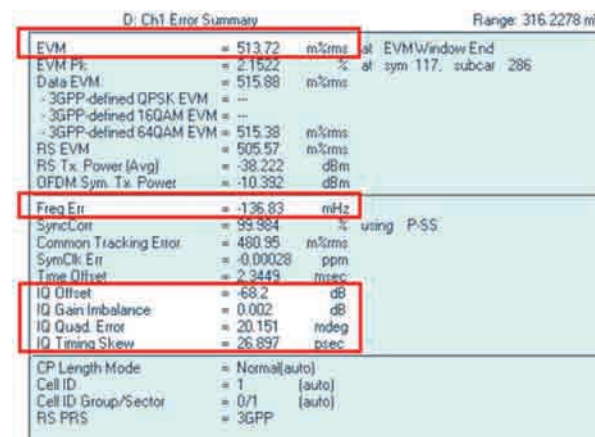 D: Ch1 Error Summary Range: 316.2278 m
EVM = 513.72 m%rms at EVMWindow End
EVM Pk = 2.1522 % at sym 117, subcar 286
Data EVM = 515.88 m%rms
- 3GPP-defined QPSK EVM = --
- 3GPP-defined 16QAM EVM = --
- 3GPP-defined 64QAM EVM = 515.38 m%rms
RS EVM = 505.57 m%rms
RS Tx. Power (Avg) = -38.222 dBm
OFDM Sym. Tx. Power = -10.392 dBm
Freq Err = -136.83 mHz
SyncCorr = 99.984 % using P-SS
Common Tracking Error = 480.95 m%rms
SymClk Err = -0.00028 ppm
Time Offset = 2.3449 msec
IQ Offset = -68.2 dB
IQ Gain Imbalance = 0.002 dB
IQ Quad. Error = 20.151 mdeg
IQ Timing Skew = 26.897 psec
CP Length Mode = Normal(auto)
Cell ID = 1 (auto)
Cell ID Group/Sector = 0/1 (auto)
RS PRS = 3GPP